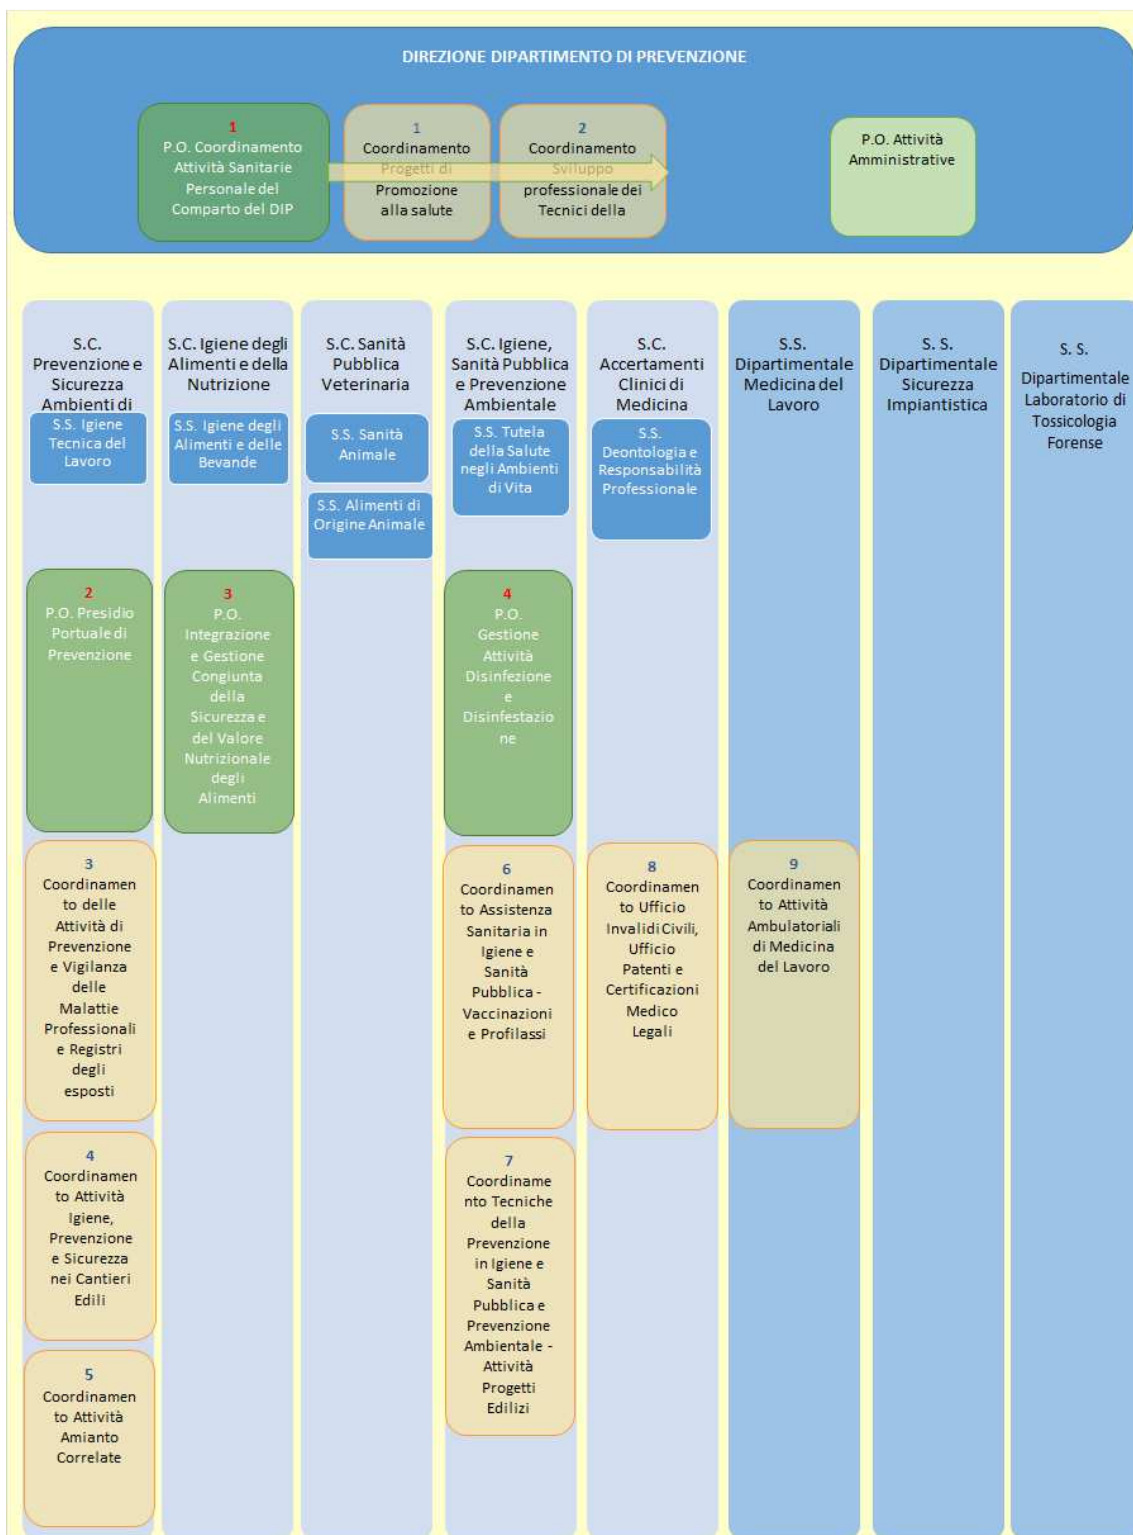 DIREZIONE DIPARTIMENTO DI PREVENZIONE
1
P.O. Coordinamento
Attività Sanitarie
Personale del
Comparto del DIP
1
Coordinamento
Progetti di
Promozione
alla salute
2
Coordinamento
Sviluppo
professionale dei
Tecnici della
P.O. Attività
Amministrative
S.C.
Prevenzione e
Sicurezza
Ambienti di
S.S. Igiene
Tecnica del
Lavoro
2
P.O. Presidio
Portuale di
Prevenzione
3
Coordinamen
to delle
Attività di
Prevenzione
e Vigilanza
delle
Malattie
Professionali
e Registri
degli
esposti
4
Coordinamen
to Attività
Igiene,
Prevenzione
e Sicurezza
nei Cantieri
Edili
5
Coordinamen
to Attività
Amianto
Correlate
S.C. Igiene degli
Alimenti e della
Nutrizione
S.S. Igiene degli
Alimenti e delle
Bevande
3
P.O.
Integrazione
e Gestione
Congiunta
della
Sicurezza e
del Valore
Nutrizionale
degli
Alimenti
S.C. Sanità
Pubblica
Veterinaria
S.S. Sanità
Animale
S.S. Alimenti di
Origine Animale
S.C. Igiene,
Sanità Pubblica
e Prevenzione
Ambientale
S.S. Tutela
della Salute
negli Ambienti
di Vita
4
P.O.
Gestione
Attività
Disinfezione
e
Disinfestazio
ne
6
Coordinamen
to Assistenza
Sanitaria in
Igiene e
Sanità
Pubblica -
Vaccinazioni
e Profilassi
7
Coordiname
nto Tecniche
della
Prevenzione
in Igiene e
Sanità
Pubblica e
Prevenzione
Ambientale -
Attività
Progetti
Edilizi
S.C.
Accertamenti
Clinici di
Medicina
S.S.
Deontologia e
Responsabilità
Professionale
8
Coordinamen
to Ufficio
Invalidi Civili,
Ufficio
Patenti e
Certificazioni
Medico
Legali
S.S.
Dipartimentale
Medicina del
Lavoro
9
Coordinamen
to Attività
Ambulatoriali
di Medicina
del Lavoro
S. S.
Dipartimentale
Sicurezza
Impiantistica
S. S.
Dipartimentale
Laboratorio di
Tossicologia
Forense